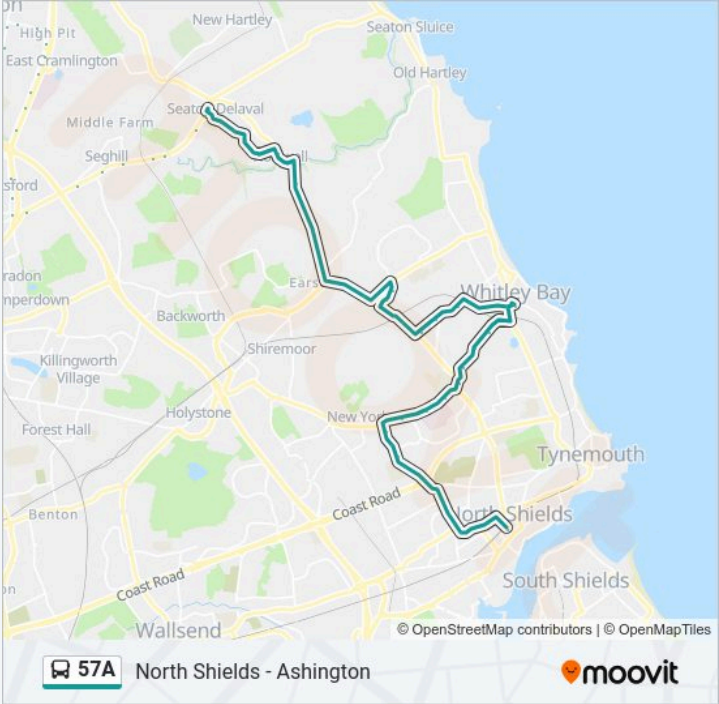 New Hartley
Seaton Sluice
High Pit
East Cramlington
Old Hartley
Seaton Delaval
Middle Farm
Seghill
Whitley Bay
Backworth
Shiremoor
Killingworth
Village
Holystone
New York
Forest Hall
Tynemouth
Coast Road
North Shields
Benton
South Shields
Coast Road
Wallsend
© OpenStreetMap contributors | © OpenMapTiles
57A North Shields - Ashington
moovit